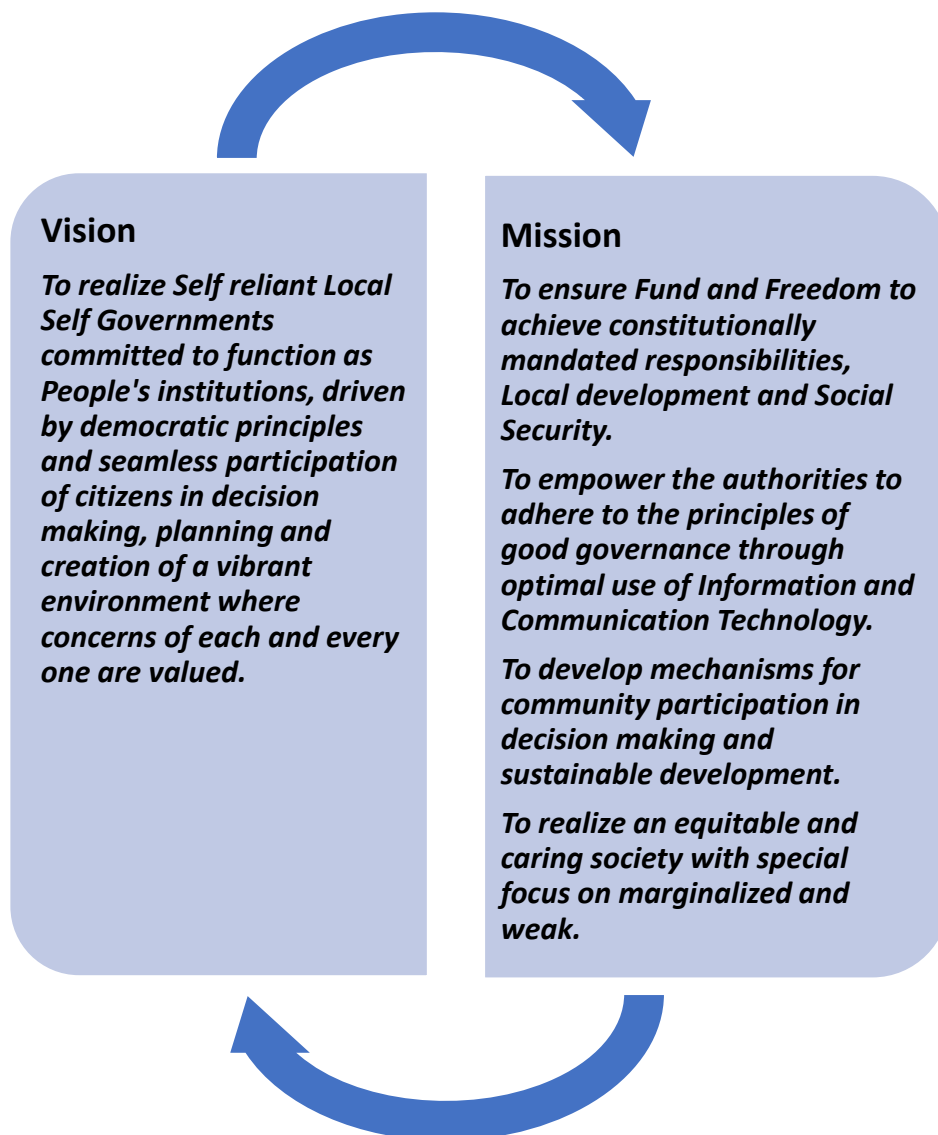 Vision
To realize Self reliant Local
Self Governments
committed to function as
People's institutions, driven
by democratic principles
and seamless participation
of citizens in decision
making, planning and
creation of a vibrant
environment where
concerns of each and every
one are valued.
Mission
To ensure Fund and Freedom to
achieve constitutionally
mandated responsibilities,
Local development and Social
Security.
To empower the authorities to
adhere to the principles of
good governance through
optimal use of Information and
Communication Technology.
To develop mechanisms for
community participation in
decision making and
sustainable development.
To realize an equitable and
caring society with special
focus on marginalized and
weak.